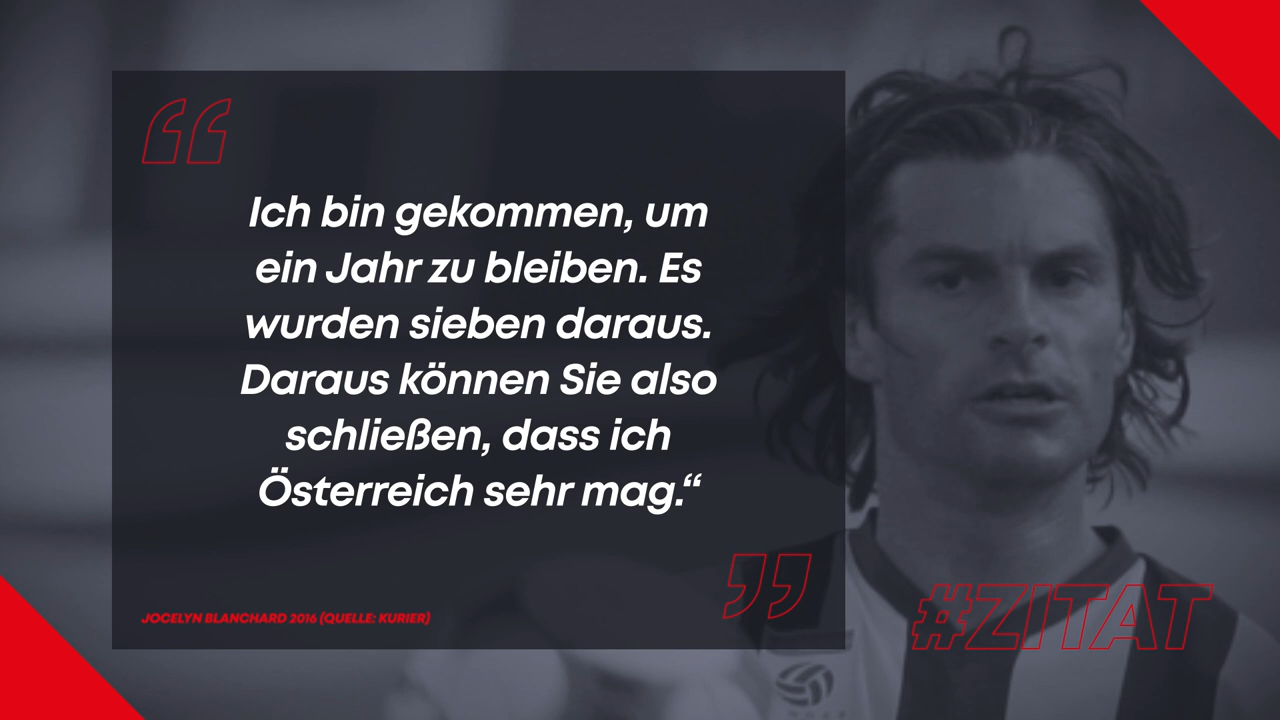 Ich bin gekommen, um
ein Jahr zu bleiben. Es
wurden sieben daraus.
Daraus können Sie also
schließen, dass ich
Österreich sehr mag.“
JOCELYN BLANCHARD 2016 (QUELLE: KURIER)
#ZITAT